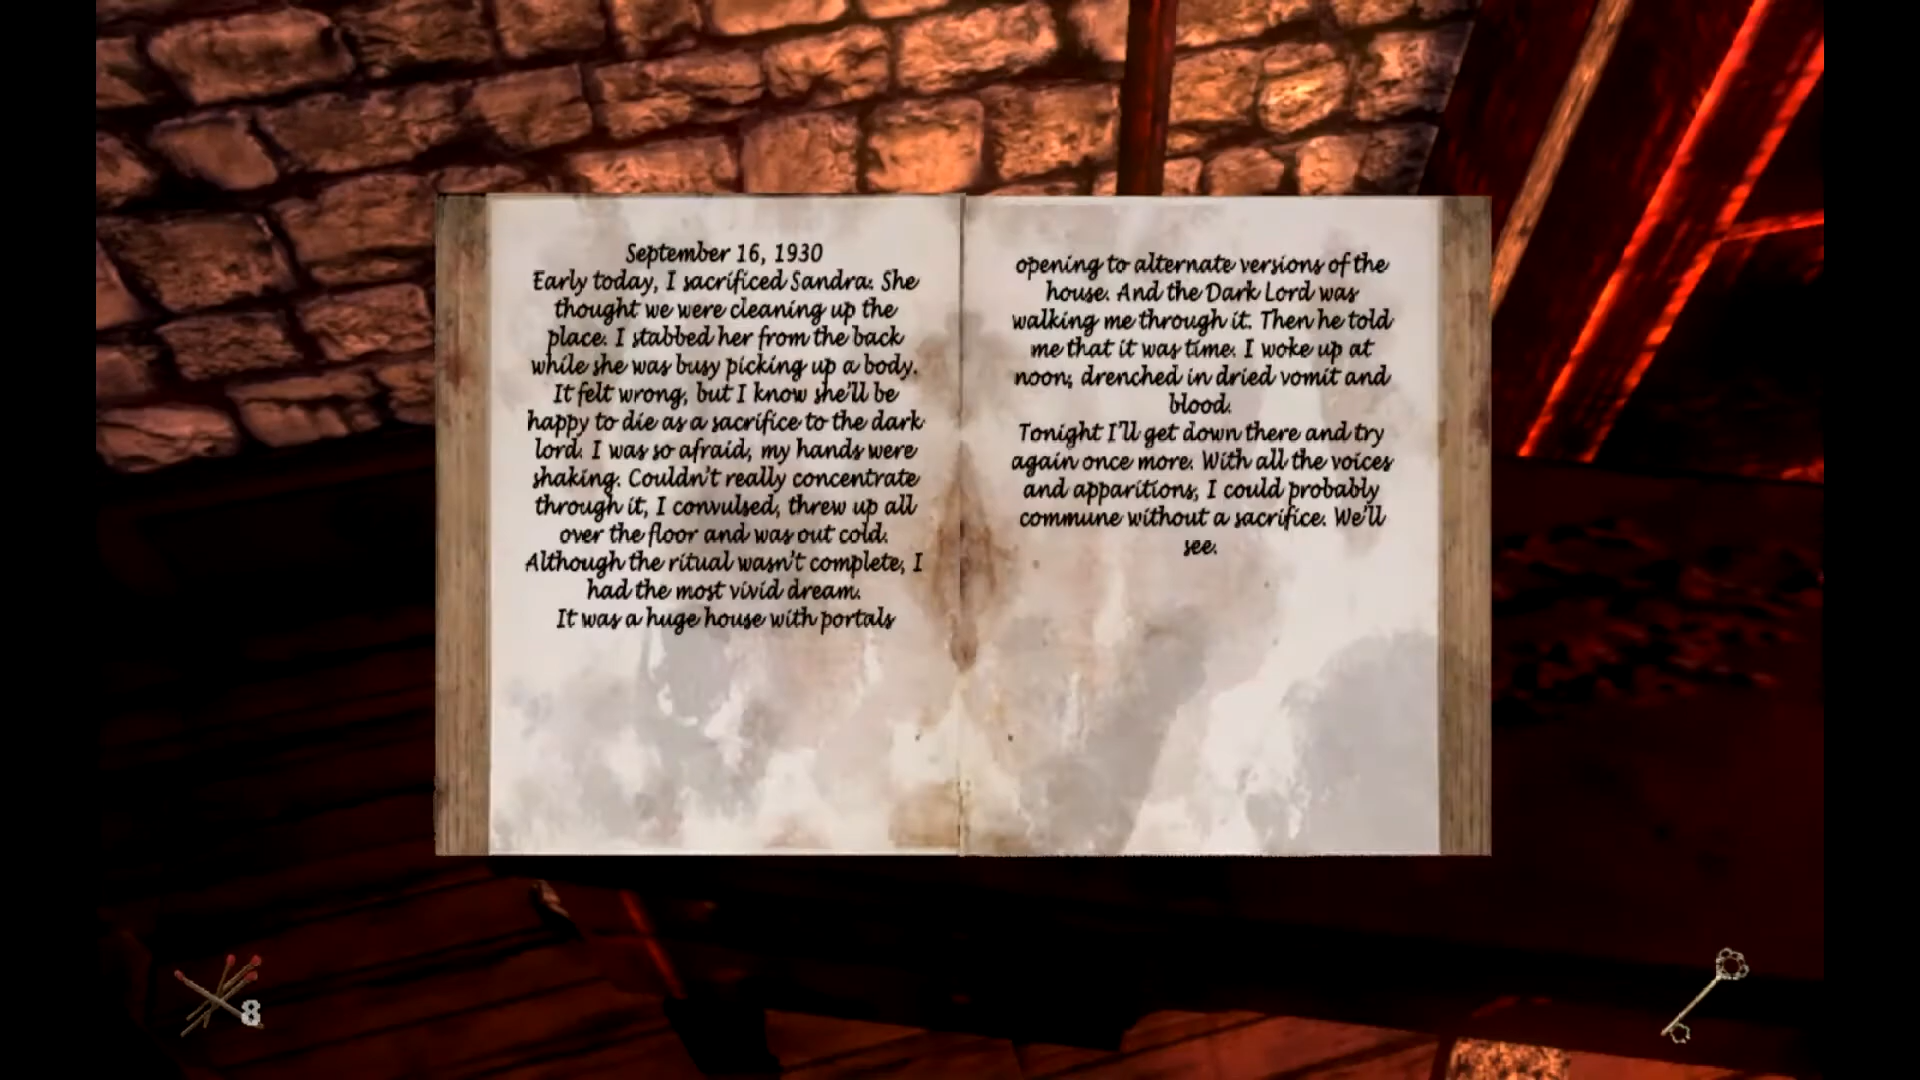 September 16, 1930
Early today, I sacrificed Sandra. She
thought we were cleaning up the
place. I stabbed her from the back
while she was busy picking up a body.
It felt wrong, but I know she'll be
happy to die as a sacrifice to the dark
lord. I was so afraid, my hands were
shaking. Couldn't really concentrate
through it, I convulsed, threw up all
over the floor and was out cold.
Although the ritual wasn't complete, I
had the most vivid dream.
It was a huge house with portals
opening to alternate versions of the
house. And the Dark Lord was
walking me through it. Then he told
me that it was time. I woke up at
noon, drenched in dried vomit and
blood.
Tonight I'll get down there and try
again once more. With all the voices
and apparitions, I could probably
commune without a sacrifice. We'll
see.
8